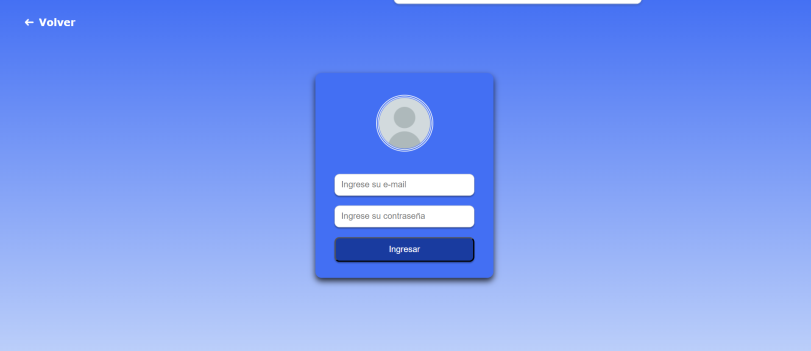 ← Volver
Ingrese su e-mail
Ingrese su contraseña
Ingresar